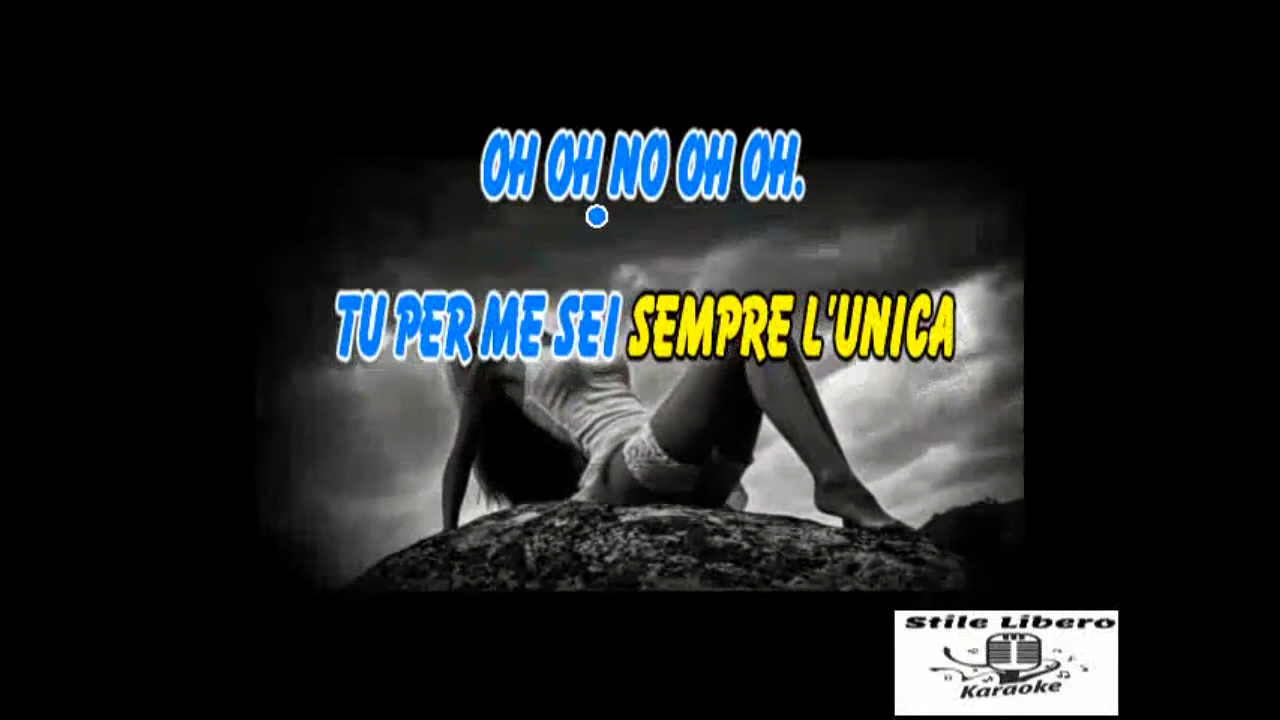 OH OH NO OH OH.
TU PER ME SEI SEMPRE L'UNICA
Stile Libero
Karaoke